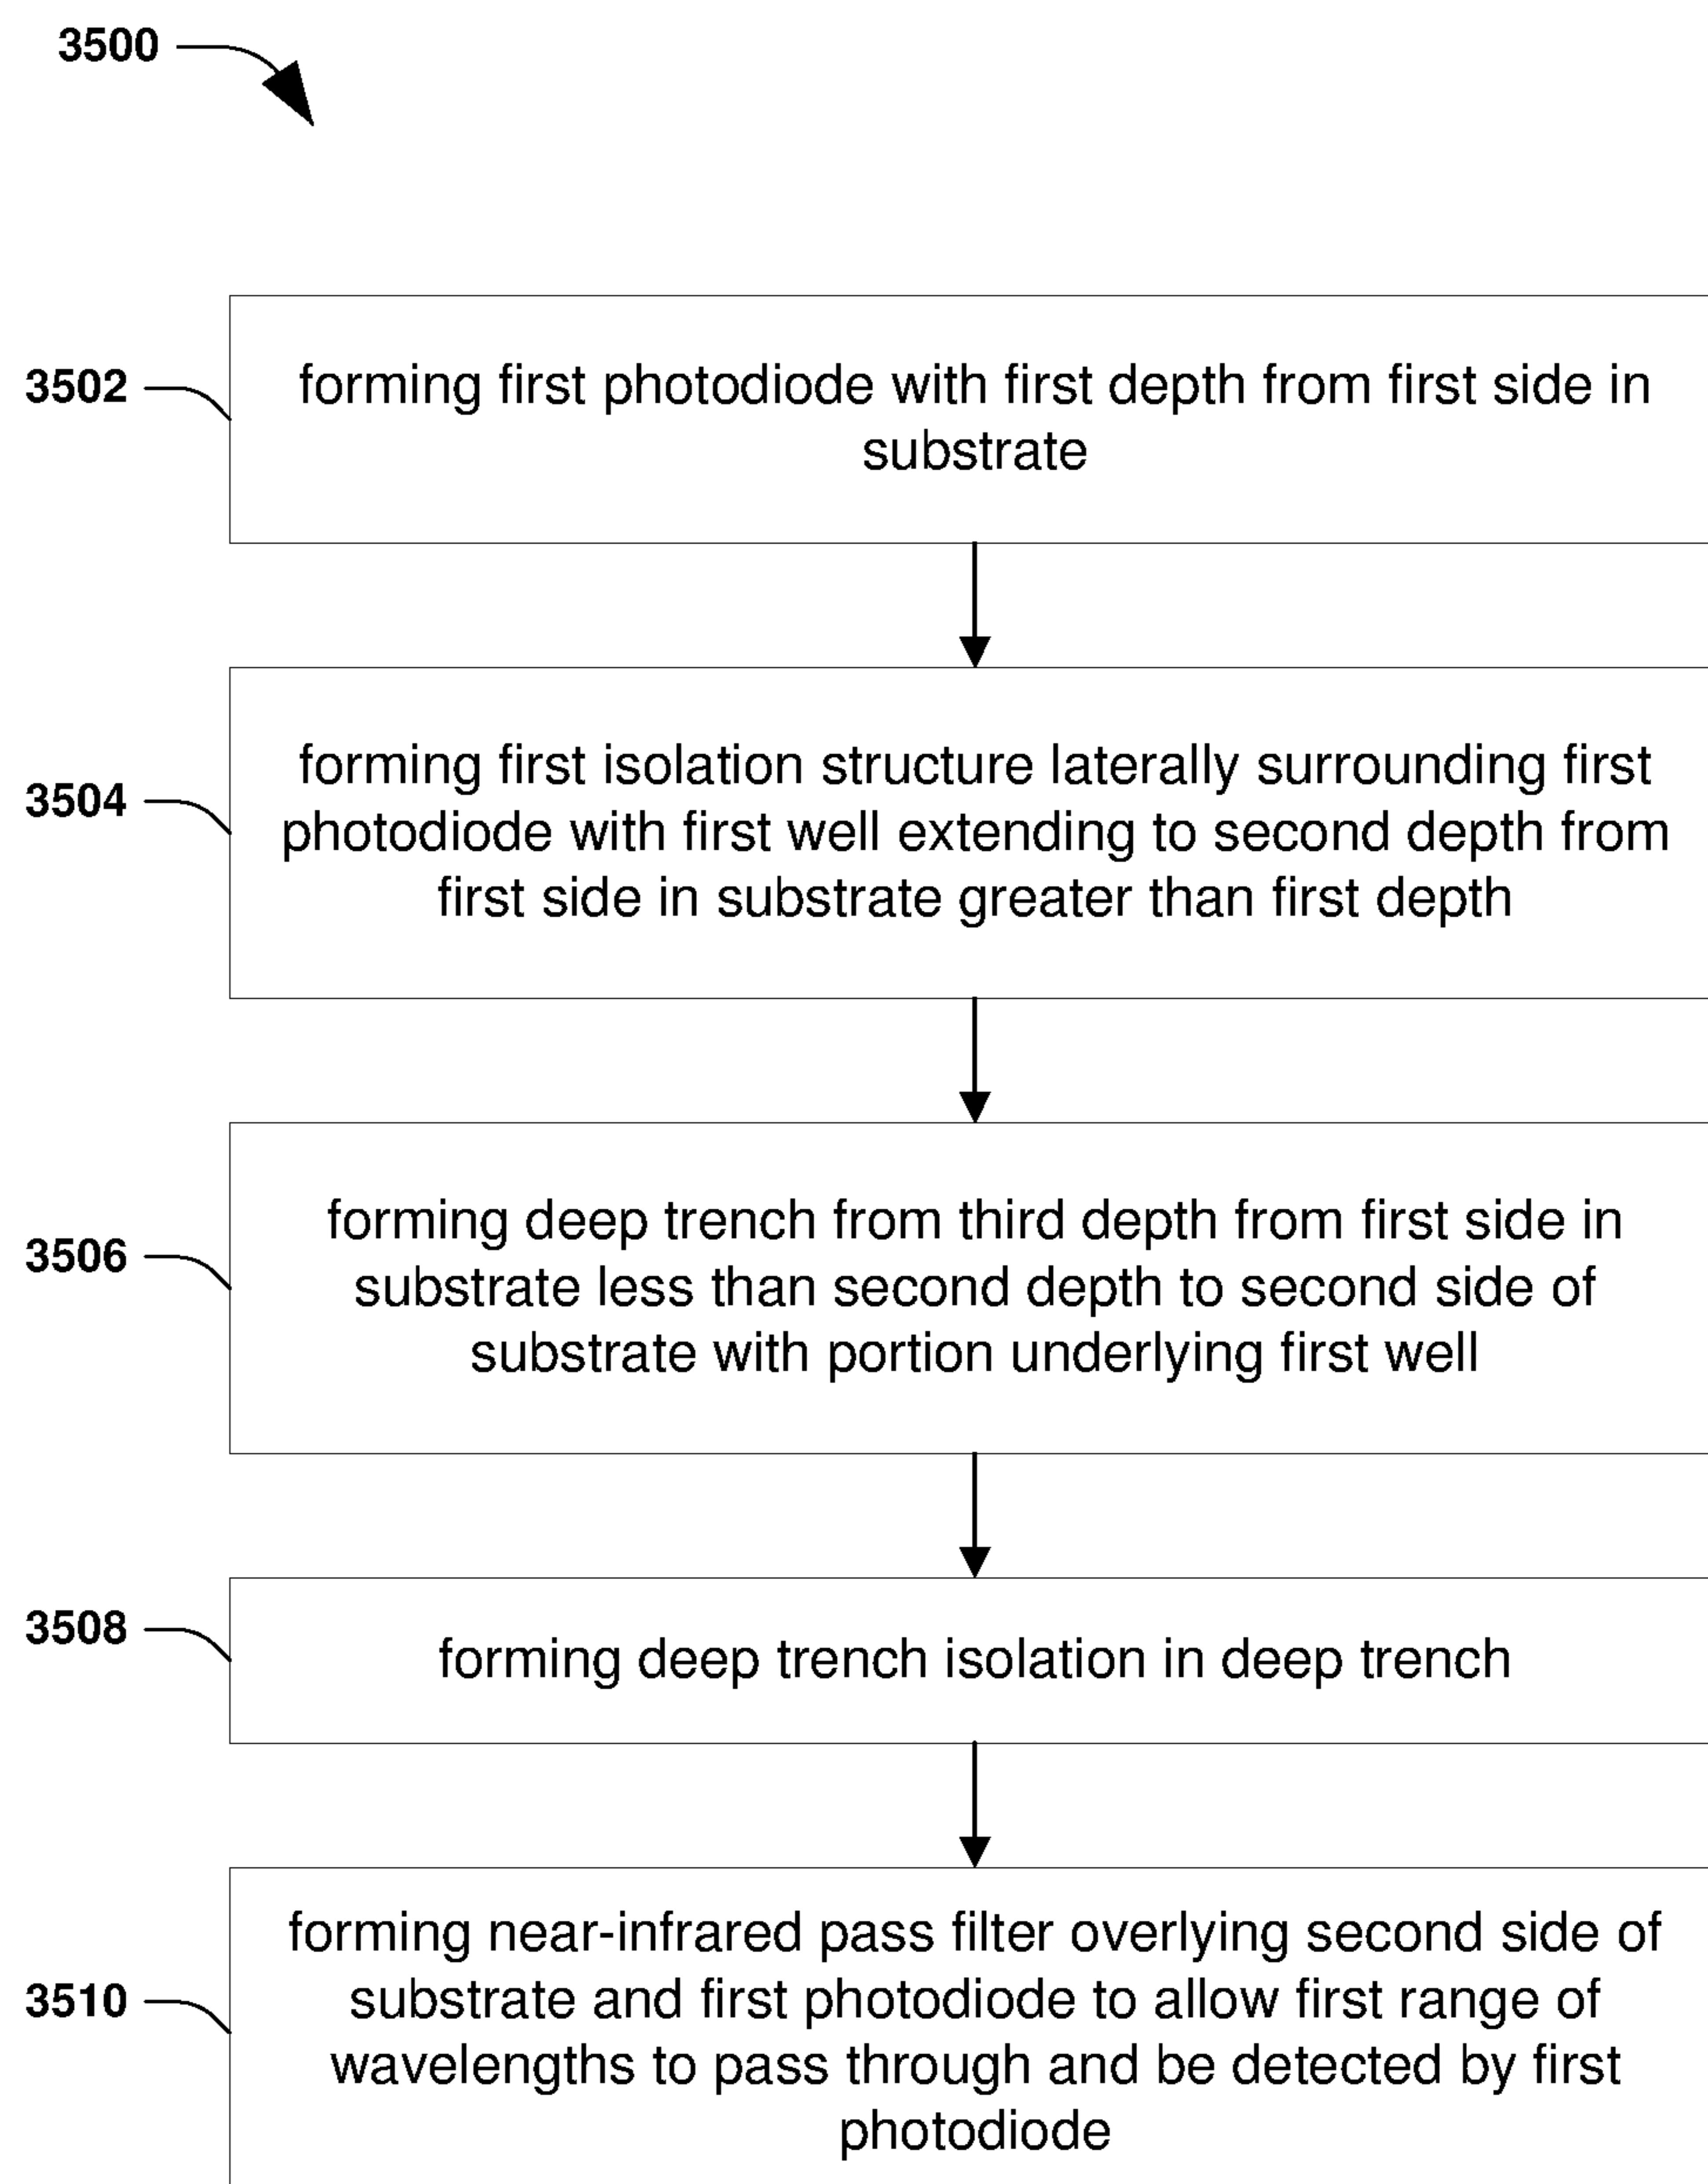 3500
3502
forming first photodiode with first depth from first side in
substrate
3504
forming first isolation structure laterally surrounding first
photodiode with first well extending to second depth from
first side in substrate greater than first depth
3506
forming deep trench from third depth from first side in
substrate less than second depth to second side of
substrate with portion underlying first well
3508
forming deep trench isolation in deep trench
3510
forming near-infrared pass filter overlying second side of
substrate and first photodiode to allow first range of
wavelengths to pass through and be detected by first
photodiode